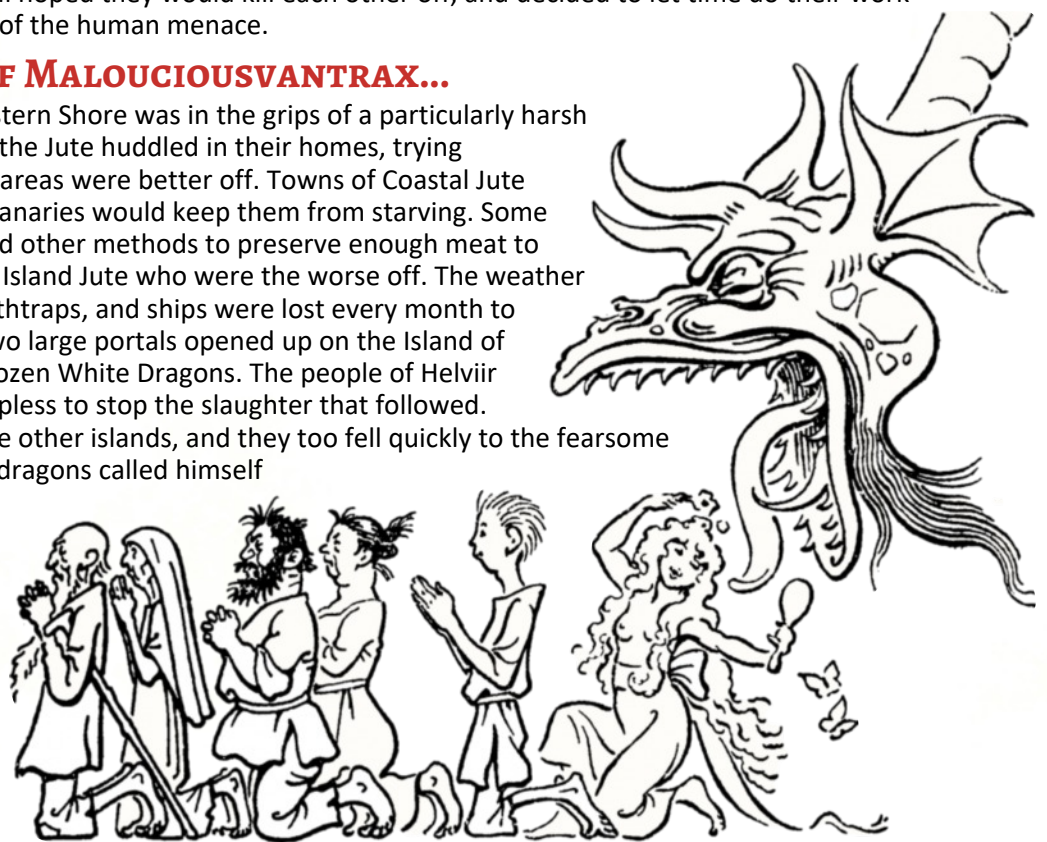 hoped they would kill each other off, and decided to let time do their work
of the human menace.
F MALOUCIOUSVANTRAX...
stern Shore was in the grips of a particularly harsh
the Jute huddled in their homes, trying
areas were better off. Towns of Coastal Jute
anaries would keep them from starving. Some
d other methods to preserve enough meat to
Island Jute who were the worse off. The weather
thtraps, and ships were lost every month to
vo large portals opened up on the Island of
ozen White Dragons. The people of Helviir
pless to stop the slaughter that followed.
e other islands, and they too fell quickly to the fearsome
dragons called himself